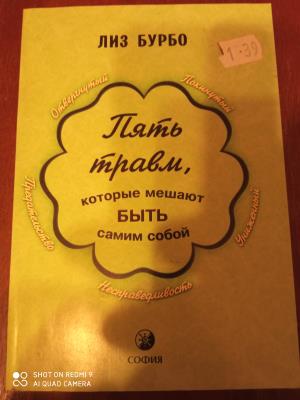 ЛИЗ БУРБО
1-39
Отвергнутый
Покинутый
Пять
травм,
которые мешают
БЫТЬ
самим собой
Предательство
Униженный
Несправедливость
СОФИЯ
SHOT ON REDMI 9
AI QUAD CAMERA